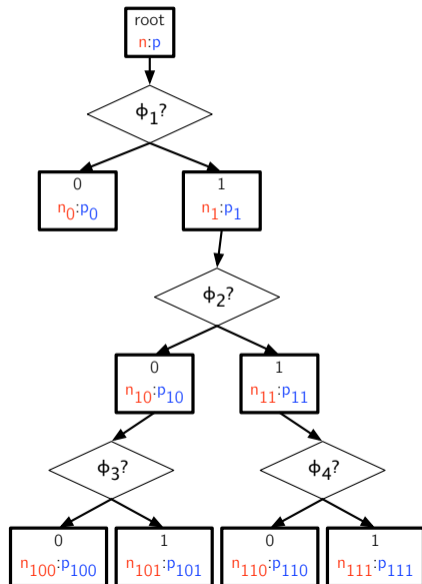 root
n:p
ϕ₁?
0
n₀:p₀
1
n₁:p₁
ϕ₂?
0
n₁₀:p₁₀
1
n₁₁:p₁₁
ϕ₃?
ϕ₄?
0
n₁₀₀:p₁₀₀
1
n₁₀₁:p₁₀₁
0
n₁₁₀:p₁₁₀
1
n₁₁₁:p₁₁₁